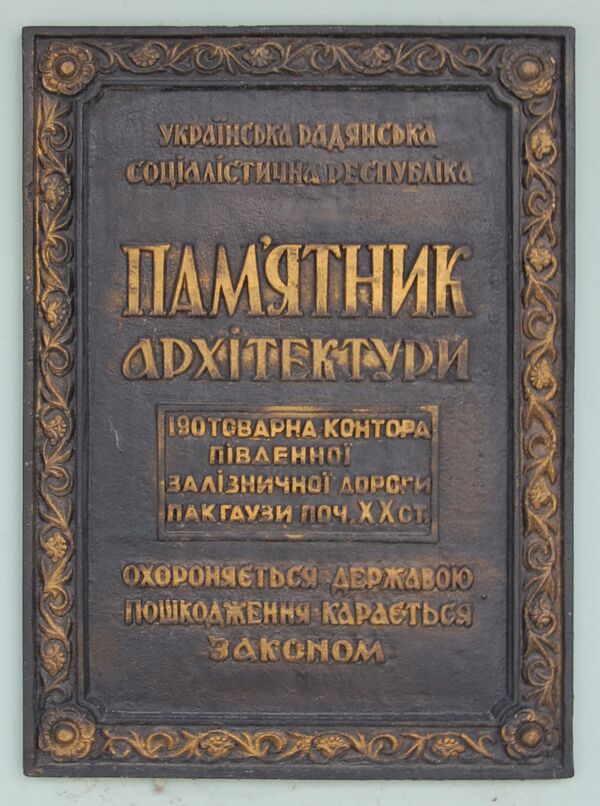 УКРАЇНСЬКА РАДЯНСЬКА
СОЦІАЛІСТИЧНА РЕСПУБЛІКА
ПАМ'ЯТНИК
АРХІТЕКТУРИ
190 ТОВАРНА КОНТОРА
ПІВДЕННОЇ
ЗАЛІЗНИЧНОЇ ДОРОГИ
ПАКГАУЗИ ПОЧ. ХХ СТ.
ОХОРОНЯЄТЬСЯ·ДЕРЖАВОЮ
ПОШКОДЖЕННЯ·КАРАЄТЬСЯ
ЗАКОНОМ